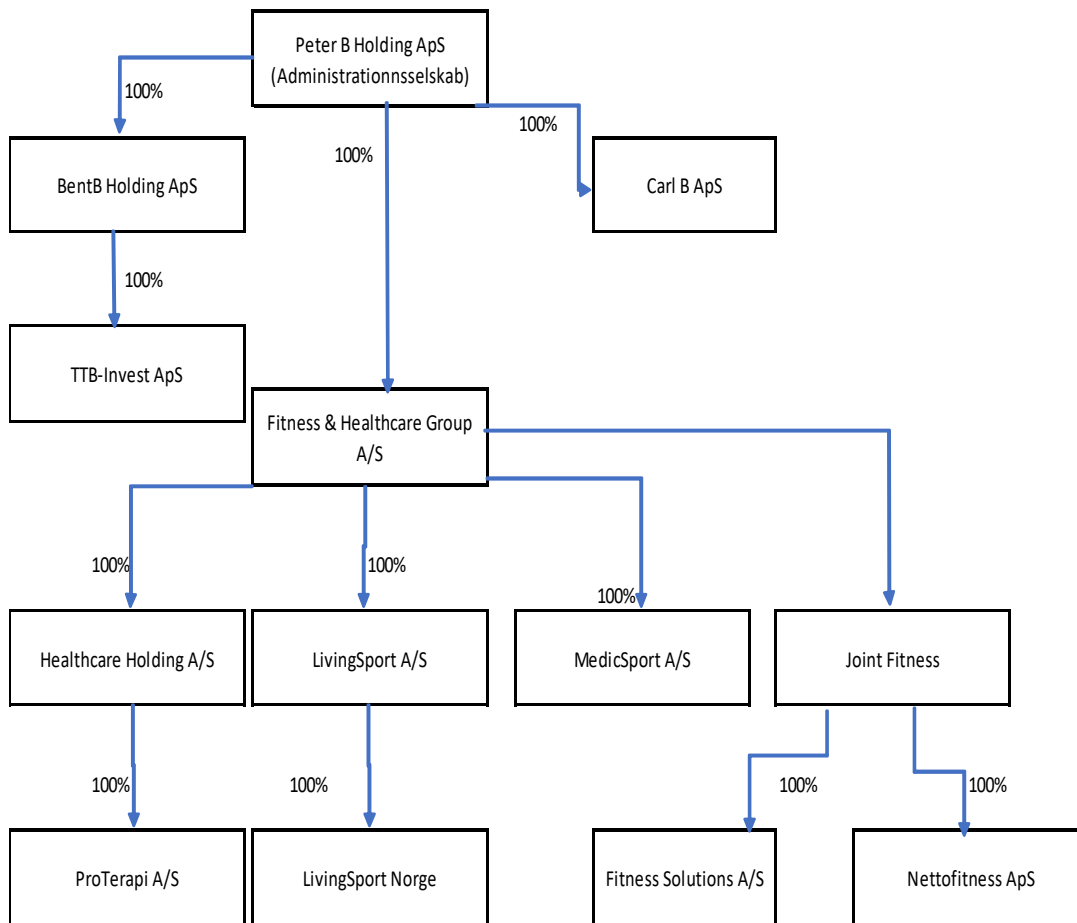 Peter B Holding ApS
(Administrationnsselskab)
100%
100%
100%
BentB Holding ApS
Carl B ApS
100%
TTB-Invest ApS
Fitness & Healthcare Group
A/S
100%
100%
100%
Healthcare Holding A/S
LivingSport A/S
MedicSport A/S
Joint Fitness
100%
100%
100%
100%
ProTerapi A/S
LivingSport Norge
Fitness Solutions A/S
Nettofitness ApS